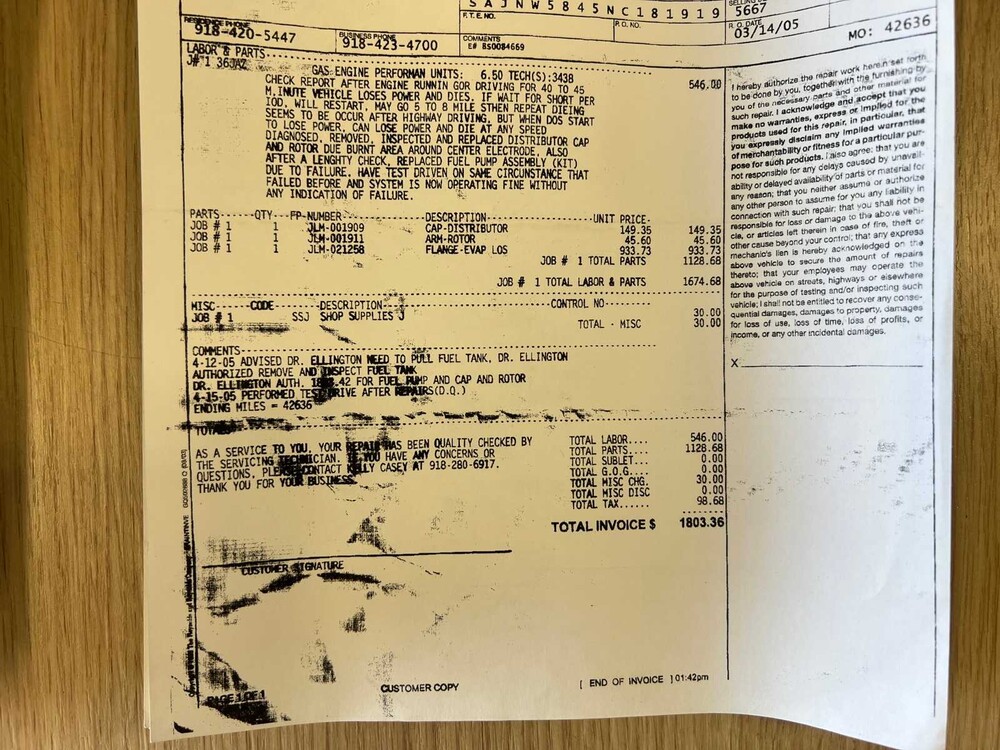 SAJNW5845NC181919
5667
F.T.E. NO.
P.O. NO.
R.O. DATE
03/14/05
MO: 42636
RESIDENCE PHONE
918-420-5447
BUSINESS PHONE
918-423-4700
COMMENTS
E# BS0084669
LABOR & PARTS
J# 1 36JAZ GAS ENGINE PERFORMAN UNITS: 6.50 TECH(S):3438 546.00
CHECK REPORT AFTER ENGINE RUNNIN GOR DRIVING FOR 40 TO 45
M.INUTE VEHICLE LOSES POWER AND DIES. IF WAIT FOR SHORT PER
IOD, WILL RESTART, MAY GO 5 TO 8 MILE STHEN REPEAT DIEING
SEEMS TO BE OCCUR AFTER HIGHWAY DRIVING, BUT WHEN DOS START
TO LOSE POWER, CAN LOSE POWER AND DIE AT ANY SPEED
DIAGNOSED, REMOVED, INSPECTED AND REPLACED DISTRIBUTOR CAP
AND ROTOR DUE BURNT AREA AROUND CENTER ELECTRODE, ALSO
AFTER A LENGHTY CHECK, REPLACED FUEL PUMP ASSEMBLY (KIT)
DUE TO FAILURE. HAVE TEST DRIVEN ON SAME CIRCUMSTANCE THAT
FAILED BEFORE AND SYSTEM IS NOW OPERATING FINE WITHOUT
ANY INDICATION OF FAILURE.
PARTS------QTY---FP-NUMBER---------------DESCRIPTION--------------------UNIT PRICE-
JOB # 1 1 JLM-001909 CAP-DISTRIBUTOR 149.35 149.35
JOB # 1 1 JLM-001911 ARM-ROTOR 45.60 45.60
JOB # 1 1 JLM-021258 FLANGE-EVAP LOS 933.73 933.73
JOB # 1 TOTAL PARTS 1128.68
JOB # 1 TOTAL LABOR & PARTS 1674.68
MISC------CODE-------DESCRIPTION------------------------CONTROL NO--------
JOB # 1 SSJ SHOP SUPPLIES J 30.00
TOTAL - MISC 30.00
COMMENTS
4-12-05 ADVISED DR. ELLINGTON NEED TO PULL FUEL TANK. DR. ELLINGTON
AUTHORIZED REMOVE AND INSPECT FUEL TANK
DR. ELLINGTON AUTH. .42 FOR FUEL PUMP AND CAP AND ROTOR
4-15-05 PERFORMED TEST DRIVE AFTER REPAIRS(D.Q.)
ENDING MILES = 42636
TOTALS
AS A SERVICE TO YOU, YOUR REPAIR HAS BEEN QUALITY CHECKED BY
THE SERVICING TECHNICIAN. IF YOU HAVE ANY CONCERNS OR
QUESTIONS, PLEASE CONTACT KELLY CASEY AT 918-280-6917.
THANK YOU FOR YOUR BUSINESS
TOTAL LABOR.... 546.00
TOTAL PARTS.... 1128.68
TOTAL SUBLET... 0.00
TOTAL G.O.G.... 0.00
TOTAL MISC CHG. 30.00
TOTAL MISC DISC 0.00
TOTAL TAX...... 98.68
TOTAL INVOICE $ 1803.36
CUSTOMER SIGNATURE
PAGE 1 OF 1
CUSTOMER COPY
[ END OF INVOICE ] 01:42pm
I hereby authorize the repair work herein set forth
to be done by you, together with the furnishing by
you of the necessary parts and other material for
such repair. I acknowledge and accept that you
make no warranties, express or implied for the
products used for this repair, in particular, that
you expressly disclaim any implied warranties
of merchantability or fitness for a particular pur-
pose for such products. I also agree: that you are
not responsible for any delays caused by unavail-
ability or delayed availability of parts or material for
any reason; that you neither assume or authorize
any other person to assume for you any liability in
connection with such repair; that you shall not be
responsible for loss or damage to the above vehi-
cle, or articles left therein in case of fire, theft or
other cause beyond your control; that any express
mechanic's lien is hereby acknowledged on the
above vehicle to secure the amount of repairs
thereto; that your employees may operate the
above vehicle on streets, highways or elsewhere
for the purpose of testing and/or inspecting such
vehicle; I shall not be entitled to recover any conse-
quential damages, damages to property, damages
for loss of use, loss of time, loss of profits, or
income, or any other incidental damages.
X